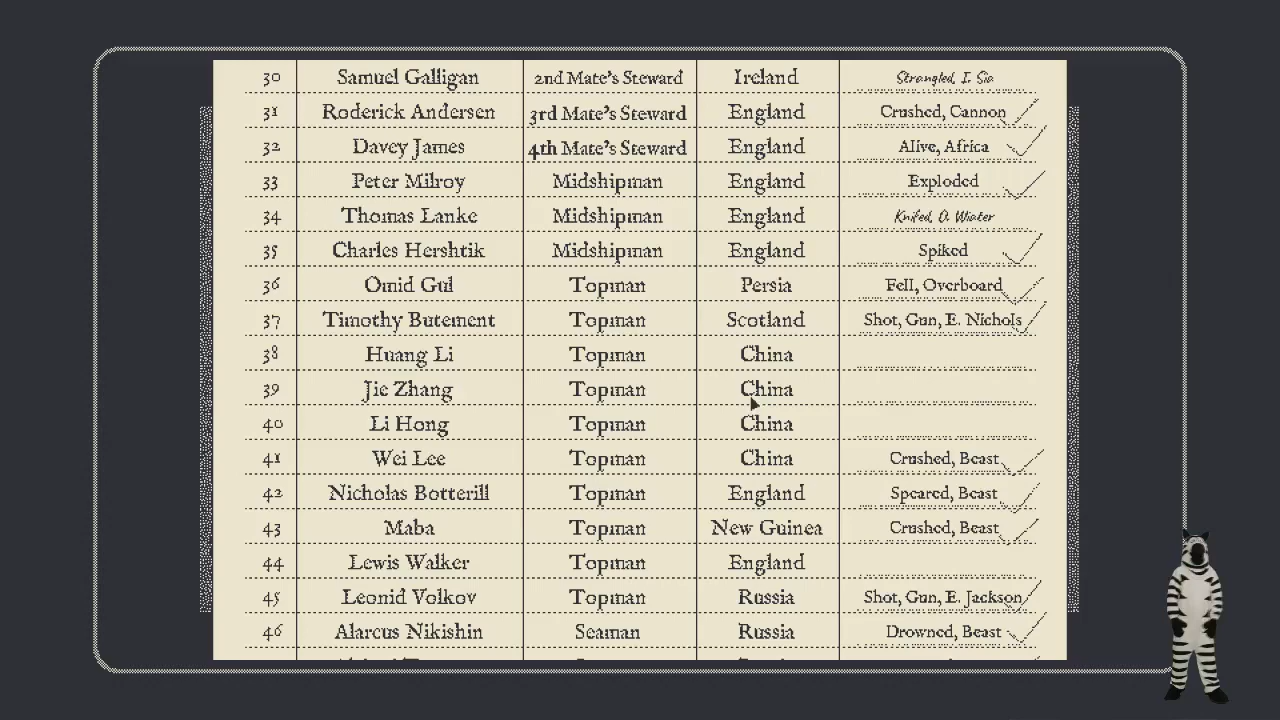 30 Samuel Galligan 2nd Mate's Steward Ireland Strangled, I. Sia
31 Roderick Andersen 3rd Mate's Steward England Crushed, Cannon
32 Davey James 4th Mate's Steward England Alive, Africa
33 Peter Milroy Midshipman England Exploded
34 Thomas Lanke Midshipman England Knifed, O. Wiater
35 Charles Hershtik Midshipman England Spiked
36 Omid Gul Topman Persia Fell, Overboard
37 Timothy Butement Topman Scotland Shot, Gun, E. Nichols
38 Huang Li Topman China
39 Jie Zhang Topman China
40 Li Hong Topman China
41 Wei Lee Topman China Crushed, Beast
42 Nicholas Botterill Topman England Speared, Beast
43 Maba Topman New Guinea Crushed, Beast
44 Lewis Walker Topman England
45 Leonid Volkov Topman Russia Shot, Gun, E. Jackson
46 Alarcus Nikishin Seaman Russia Drowned, Beast